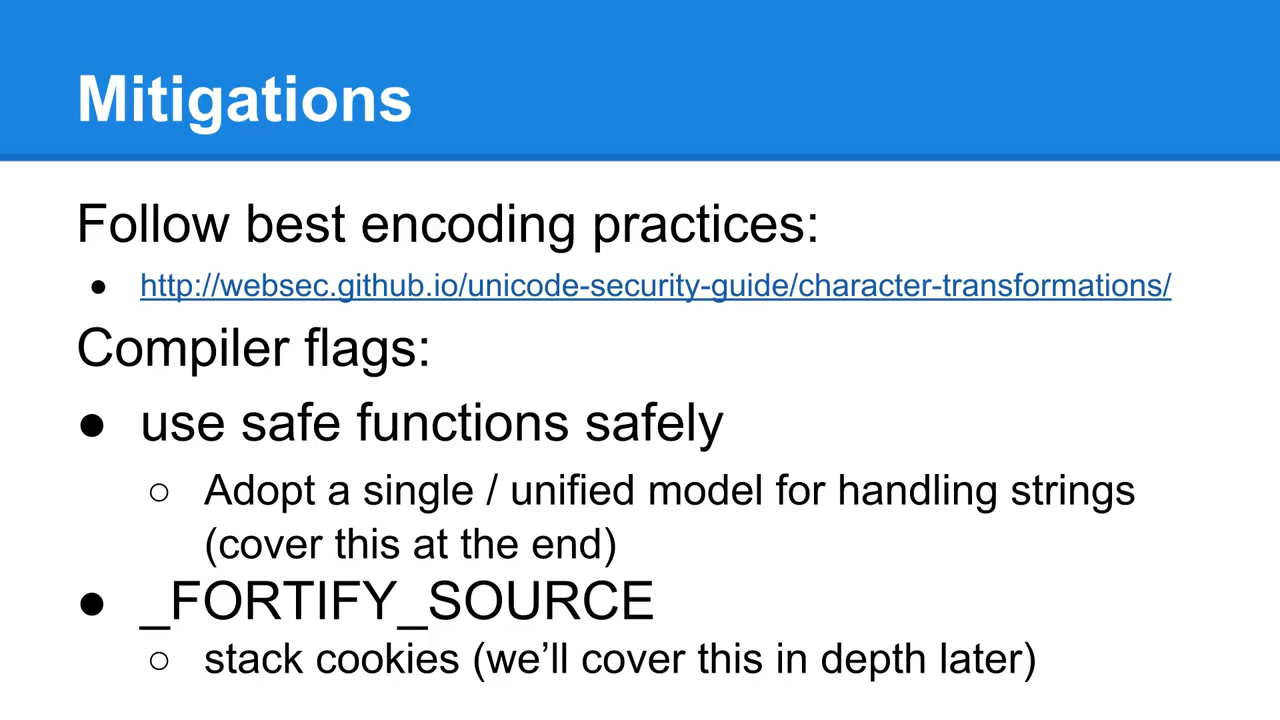 Mitigations
Follow best encoding practices:
● http://websec.github.io/unicode-security-guide/character-transformations/
Compiler flags:
● use safe functions safely
○ Adopt a single / unified model for handling strings
(cover this at the end)
● _FORTIFY_SOURCE
○ stack cookies (we’ll cover this in depth later)